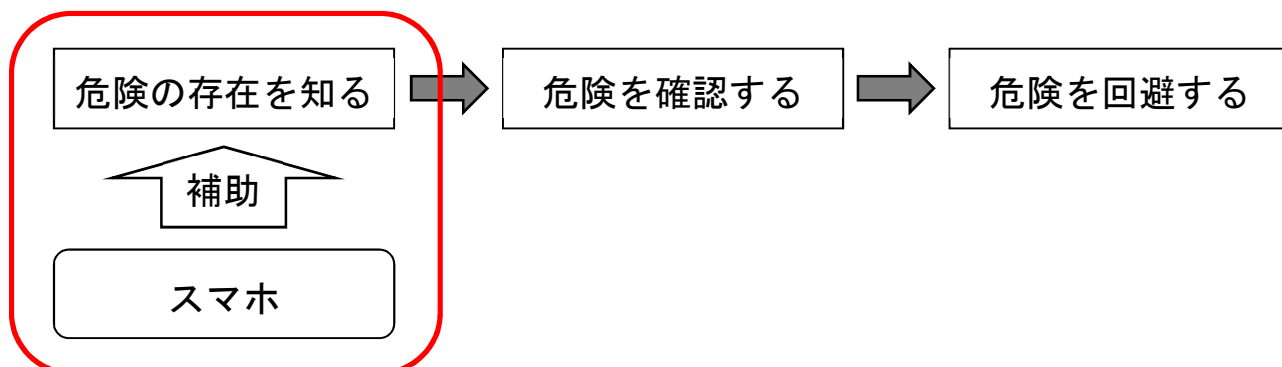 危険の存在を知る
危険を確認する
危険を回避する
補助
スマホ